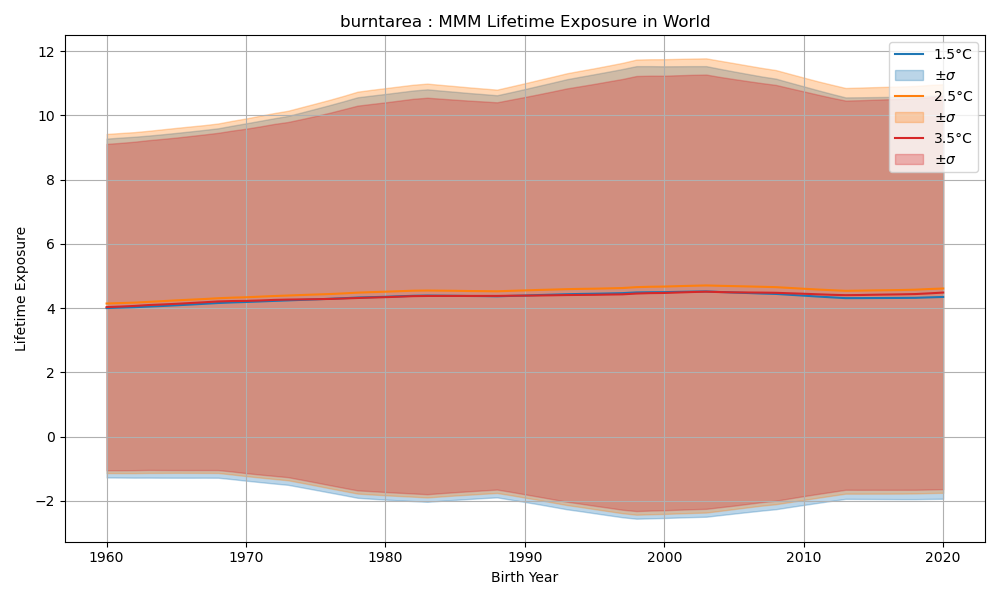 burntarea : MMM Lifetime Exposure in World
12
10
8
6
4
2
0
−2
Lifetime Exposure
1.5°C
±σ
2.5°C
±σ
3.5°C
±σ
1960
1970
1980
1990
2000
2010
2020
Birth Year